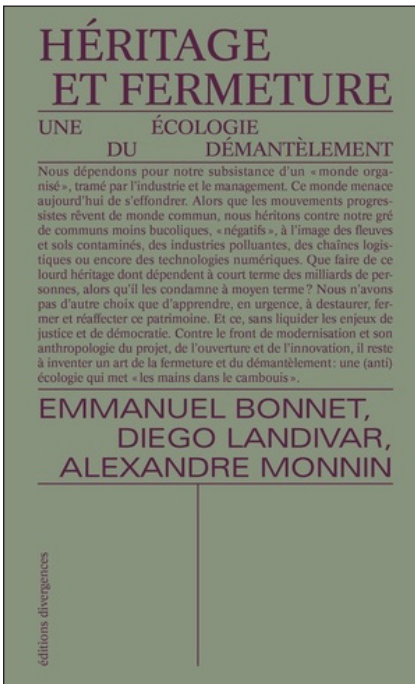 HÉRITAGE
ET FERMETURE
UNE ÉCOLOGIE
DU DÉMANTÈLEMENT
Nous dépendons pour notre subsistance d'un « monde orga-
nisé », tramé par l'industrie et le management. Ce monde menace
aujourd'hui de s'effondrer. Alors que les mouvements progres-
sistes rêvent de monde commun, nous héritons contre notre gré
de communs moins bucoliques, « négatifs », à l'image des fleuves
et sols contaminés, des industries polluantes, des chaînes logis-
tiques ou encore des technologies numériques. Que faire de ce
lourd héritage dont dépendent à court terme des milliards de per-
sonnes, alors qu'il les condamne à moyen terme ? Nous n'avons
pas d'autre choix que d'apprendre, en urgence, à destaurer, fer-
mer et réaffecter ce patrimoine. Et ce, sans liquider les enjeux de
justice et de démocratie. Contre le front de modernisation et son
anthropologie du projet, de l'ouverture et de l'innovation, il reste
à inventer un art de la fermeture et du démantèlement : une (anti)
écologie qui met « les mains dans le cambouis ».
EMMANUEL BONNET,
DIEGO LANDIVAR,
ALEXANDRE MONNIN
éditions divergences